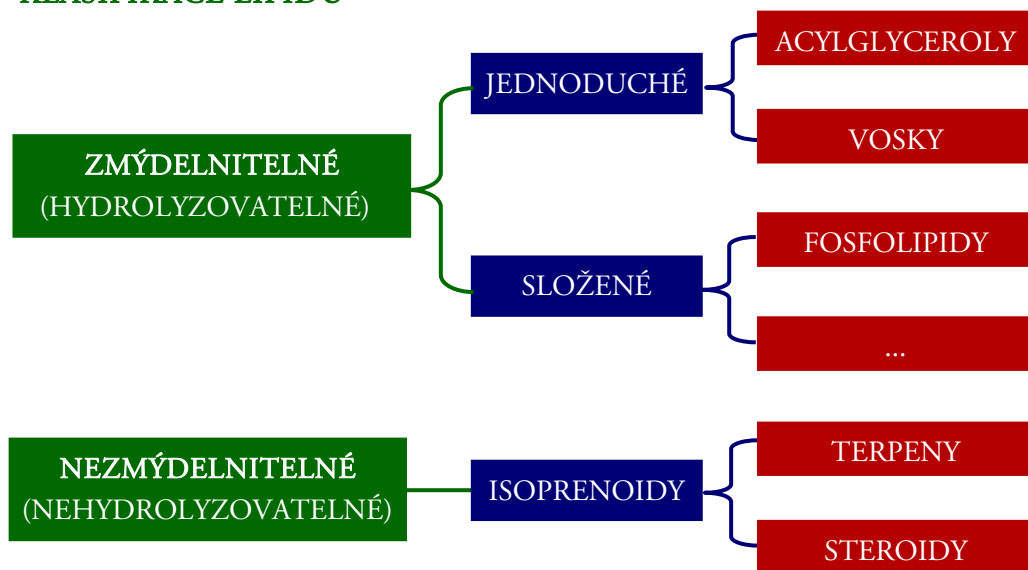 ZMÝDELNITELNÉ
(HYDROLYZOVATELNÉ)
JEDNODUCHÉ
ACYLGLYCEROLY
VOSKY
SLOŽENÉ
FOSFOLIPIDY
...
NEZMÝDELNITELNÉ
(NEHYDROLYZOVATELNÉ)
ISOPRENOIDY
TERPENY
STEROIDY